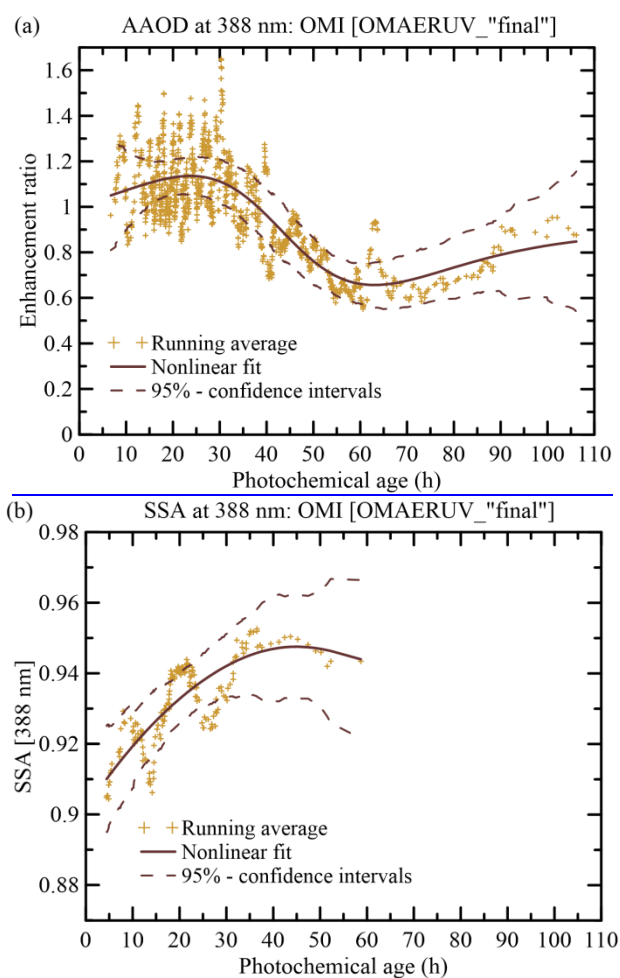 (a) AAOD at 388 nm: OMI [OMAERUV_"final"]
1.6
1.4
1.2
1
0.8
0.6
0.4
0.2
0
Enhancement ratio
Running average
Nonlinear fit
95% - confidence intervals
0 10 20 30 40 50 60 70 80 90 100 110
Photochemical age (h)
(b) SSA at 388 nm: OMI [OMAERUV_"final"]
0.98
0.96
0.94
0.92
0.9
0.88
SSA [388 nm]
Running average
Nonlinear fit
95% - confidence intervals
0 10 20 30 40 50 60 70 80 90 100 110
Photochemical age (h)